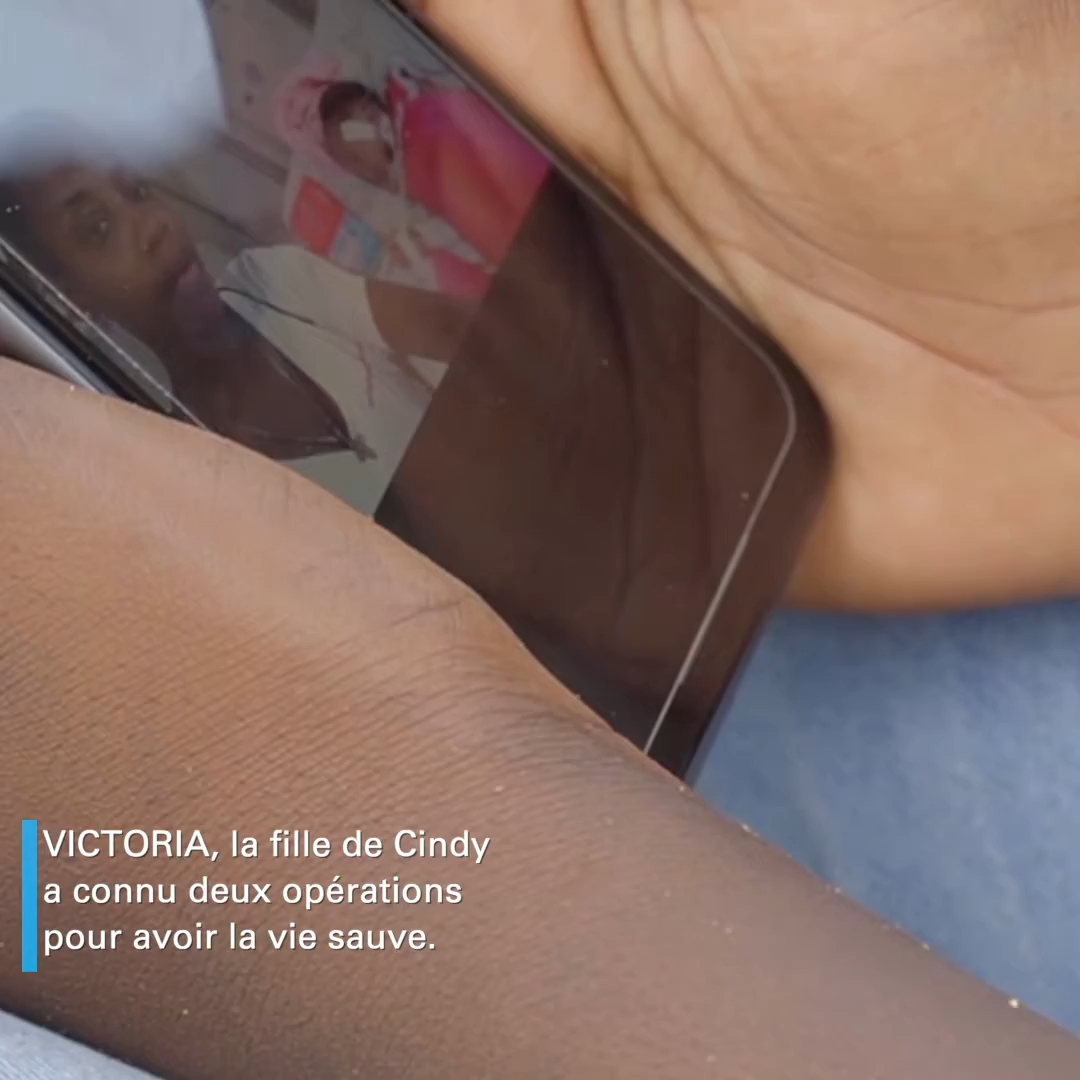 VICTORIA, la fille de Cindy
a connu deux opérations
pour avoir la vie sauve.